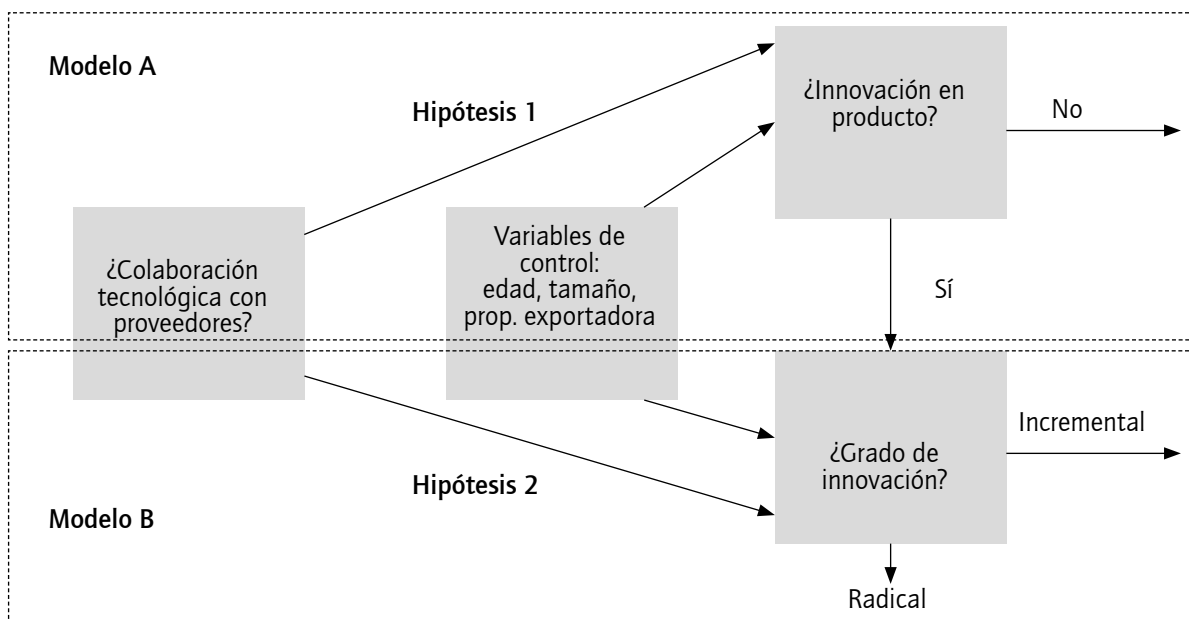 Modelo A
Hipótesis 1
¿Innovación en
producto?
No
¿Colaboración
tecnológica con
proveedores?
Variables de
control:
edad, tamaño,
prop. exportadora
Sí
Modelo B
Hipótesis 2
¿Grado de
innovación?
Incremental
Radical